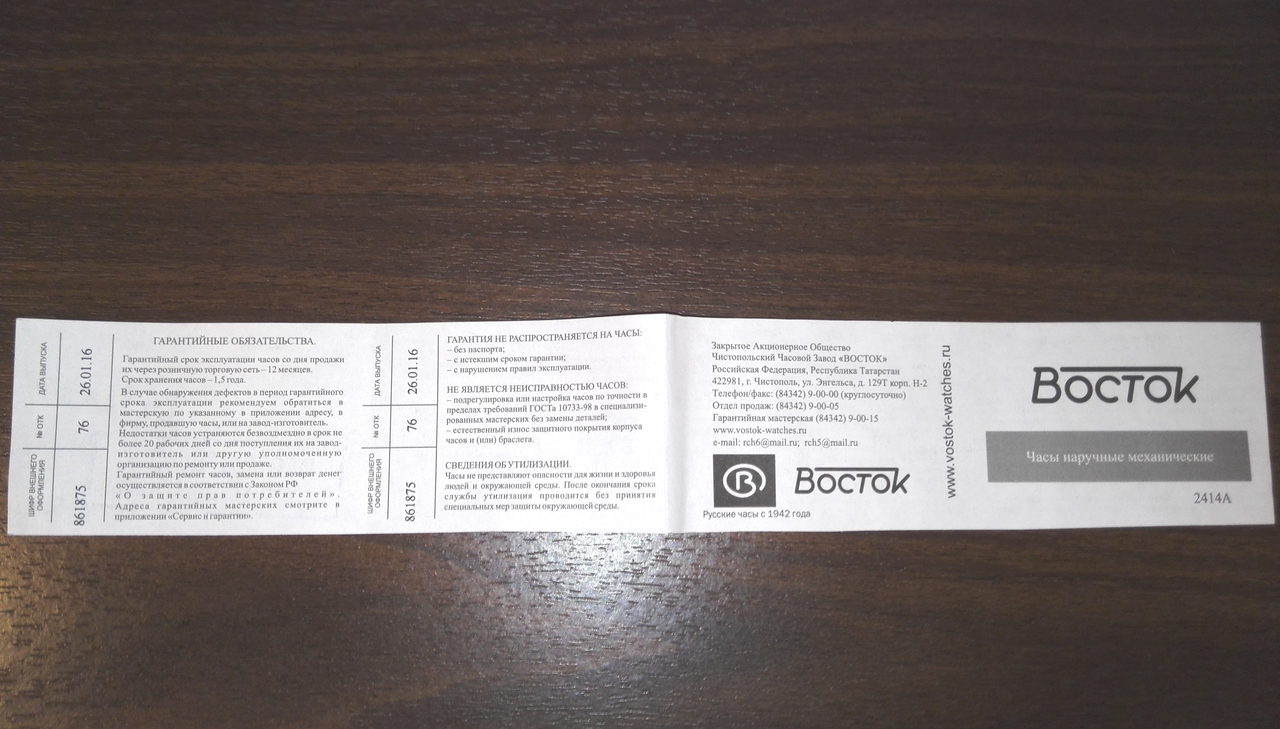 ШИФР ВНЕШНЕГО
ОФОРМЛЕНИЯ
№ ОТК
ДАТА ВЫПУСКА
861875
76
26.01.16
ГАРАНТИЙНЫЕ ОБЯЗАТЕЛЬСТВА.
Гарантийный срок эксплуатации часов со дня продажи
их через розничную торговую сеть – 12 месяцев.
Срок хранения часов – 1,5 года.
В случае обнаружения дефектов в период гарантийного
срока эксплуатации рекомендуем обратиться в
мастерскую по указанному в приложении адресу, в
фирму, продавшую часы, или на завод-изготовитель.
Недостатки часов устраняются безвоздмездно в срок не
более 20 рабочих дней со дня поступления их на завод-
изготовитель или другую уполномоченную
организацию по ремонту или продаже.
Гарантийный ремонт часов, замена или возврат денег
осуществляется в соответствии с Законом РФ
«О защите прав потребителей».
Адреса гарантийных мастерских смотрите в
приложении «Сервис и гарантии».
ШИФР ВНЕШНЕГО
ОФОРМЛЕНИЯ
№ ОТК
ДАТА ВЫПУСКА
861875
76
26.01.16
ГАРАНТИЯ НЕ РАСПРОСТРАНЯЕТСЯ НА ЧАСЫ:
– без паспорта;
– с истекшим сроком гарантии;
– с нарушением правил эксплуатации.
НЕ ЯВЛЯЕТСЯ НЕИСПРАВНОСТЬЮ ЧАСОВ:
– подрегулировка или настройка часов по точности в
пределах требований ГОСТа 10733-98 в специализи-
рованных мастерских без замены деталей;
– естественный износ защитного покрытия корпуса
часов и (или) браслета.
СВЕДЕНИЯ ОБ УТИЛИЗАЦИИ.
Часы не представляют опасности для жизни и здоровья
людей и окружающей среды. После окончания срока
службы утилизация проводится без принятия
специальных мер защиты окружающей среды.
Закрытое Акционерное Общество
Чистопольский Часовой Завод «ВОСТОК»
Российская Федерация, Республика Татарстан
422981, г. Чистополь, ул. Энгельса, д. 129Т корп. Н-2
Телефон/факс: (84342) 9-00-00 (круглосуточно)
Отдел продаж: (84342) 9-00-05
Гарантийная мастерская (84342) 9-00-15
www.vostok-watches.ru
e-mail: rch6@mail.ru; rch5@mail.ru
В
ВОСТОК
Русские часы с 1942 года
www.vostok-watches.ru
ВОСТОК
Часы наручные механические
2414А